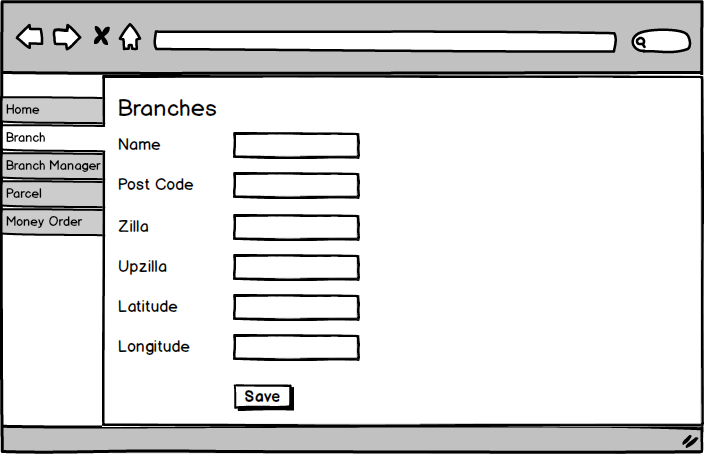 Home
Branch
Branch Manager
Parcel
Money Order
Branches
Name
Post Code
Zilla
Upzilla
Latitude
Longitude
Save